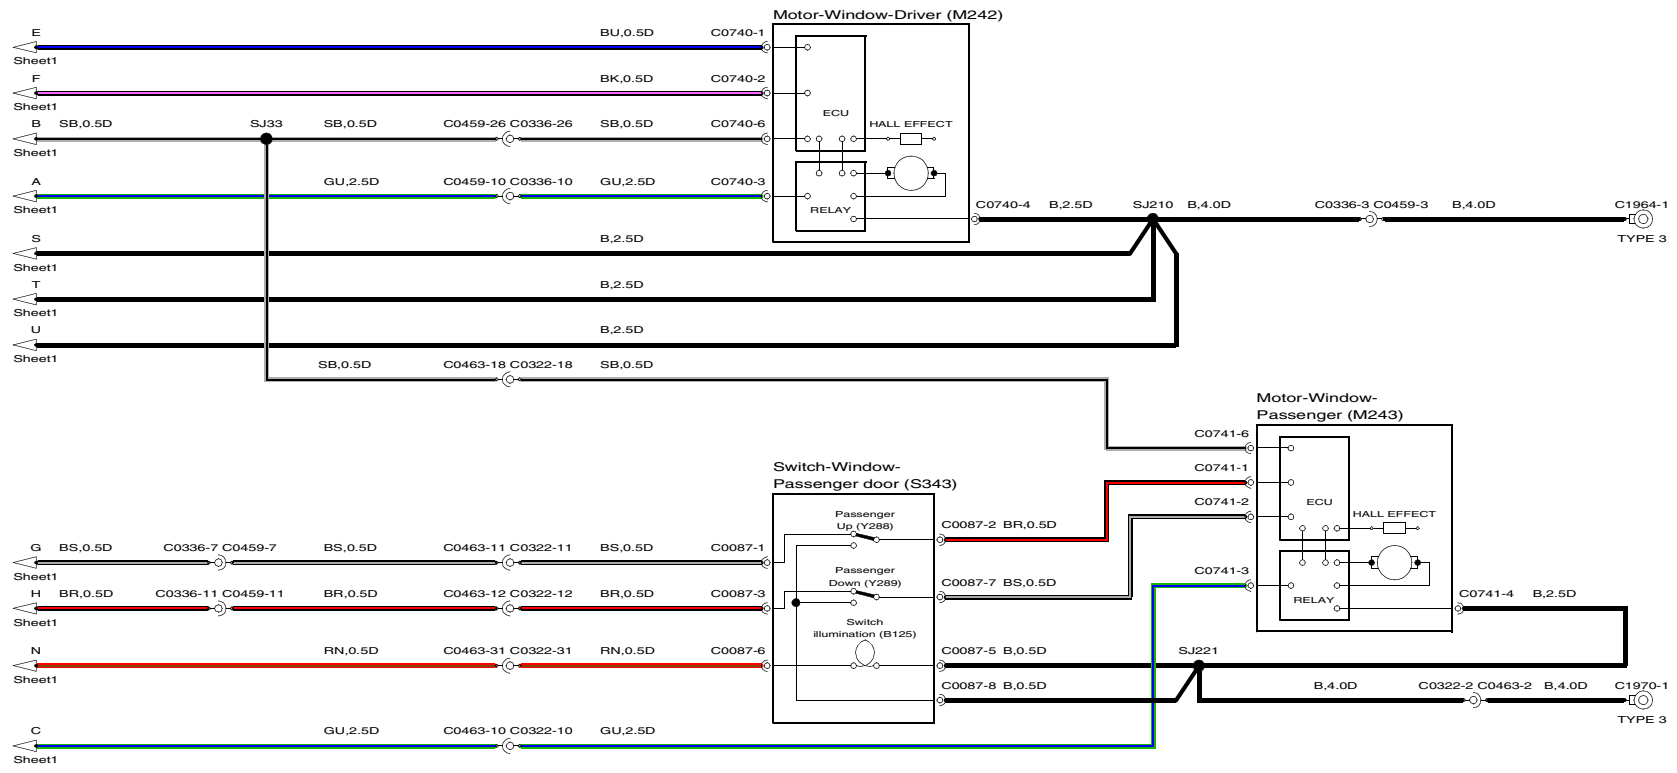 Motor-Window-Driver (M242)
E BU,0.5D C0740-1
Sheet1
F BK,0.5D C0740-2
Sheet1
ECU
B SB,0.5D SJ33 SB,0.5D C0459-26 C0336-26 SB,0.5D C0740-6 HALL EFFECT
Sheet1
A GU,2.5D C0459-10 C0336-10 GU,2.5D C0740-3
Sheet1
RELAY
C0740-4 B,2.5D SJ210 B,4.0D C0336-3 C0459-3 B,4.0D C1964-1
TYPE 3
S B,2.5D
Sheet1
T B,2.5D
Sheet1
U B,2.5D
Sheet1
SB,0.5D C0463-18 C0322-18 SB,0.5D
Motor-Window-
Passenger (M243)
C0741-6
C0741-1
C0741-2
ECU
HALL EFFECT
C0741-3
RELAY
C0741-4 B,2.5D
Switch-Window-
Passenger door (S343)
Passenger
Up (Y288)
C0087-2 BR,0.5D
G BS,0.5D C0336-7 C0459-7 BS,0.5D C0463-11 C0322-11 BS,0.5D C0087-1
Sheet1
Passenger
Down (Y289)
C0087-7 BS,0.5D
H BR,0.5D C0336-11 C0459-11 BR,0.5D C0463-12 C0322-12 BR,0.5D C0087-3
Sheet1
Switch
illumination (B125)
N RN,0.5D C0463-31 C0322-31 RN,0.5D C0087-6
Sheet1
C0087-5 B,0.5D SJ221
C0087-8 B,0.5D B,4.0D C0322-2 C0463-2 B,4.0D C1970-1
TYPE 3
C GU,2.5D C0463-10 C0322-10 GU,2.5D
Sheet1